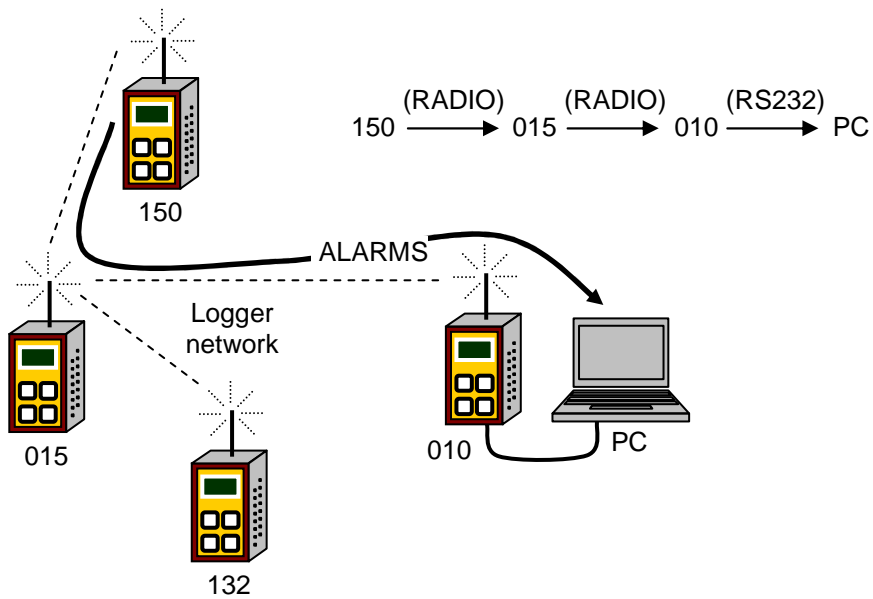 (RADIO) (RADIO) (RS232)
150 015 010 PC
150
ALARMS
Logger
network
015
010
PC
132